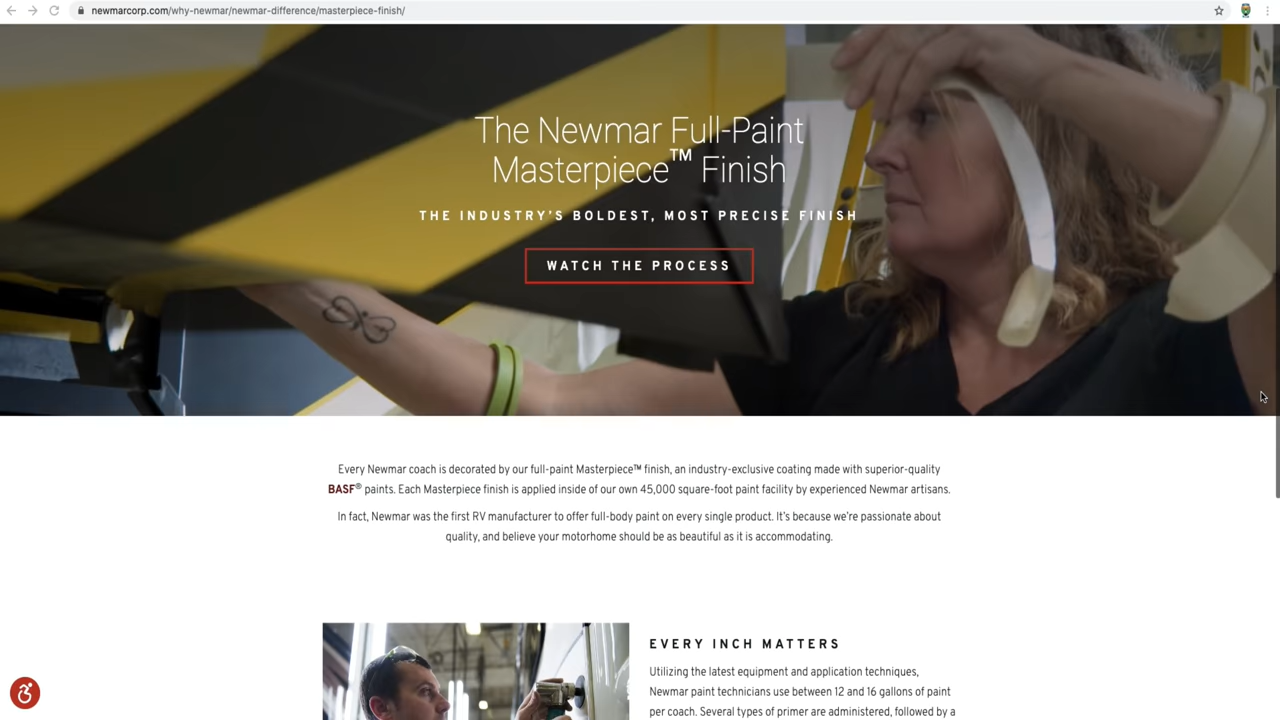 newmarcorp.com/why-newmar/newmar-difference/masterpiece-finish/
The Newmar Full-Paint
Masterpiece™ Finish
THE INDUSTRY'S BOLDEST, MOST PRECISE FINISH
WATCH THE PROCESS
Every Newmar coach is decorated by our full-paint Masterpiece™ finish, an industry-exclusive coating made with superior-quality
BASF® paints. Each Masterpiece finish is applied inside of our own 45,000 square-foot paint facility by experienced Newmar artisans.
In fact, Newmar was the first RV manufacturer to offer full-body paint on every single product. It's because we're passionate about
quality, and believe your motorhome should be as beautiful as it is accommodating.
EVERY INCH MATTERS
Utilizing the latest equipment and application techniques,
Newmar paint technicians use between 12 and 16 gallons of paint
per coach. Several types of primer are administered, followed by a